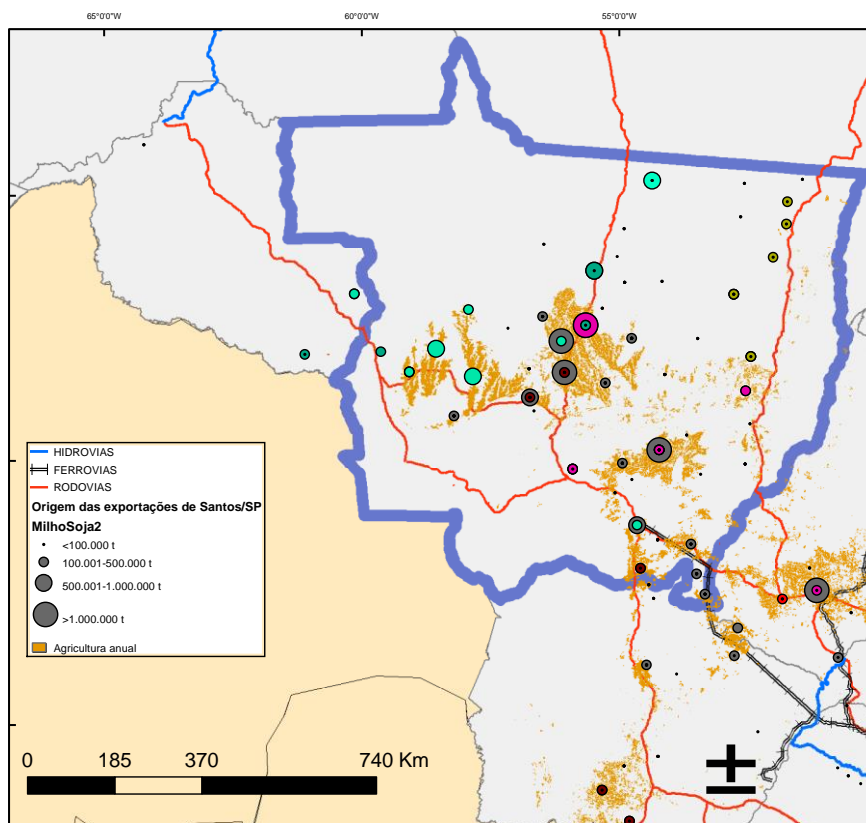 65°0'0"W 60°0'0"W 55°0'0"W
HIDROVIAS
FERROVIAS
RODOVIAS
Origem das exportações de Santos/SP
MilhoSoja2
<100.000 t
100.001-500.000 t
500.001-1.000.000 t
>1.000.000 t
Agricultura anual
0 185 370 740 Km